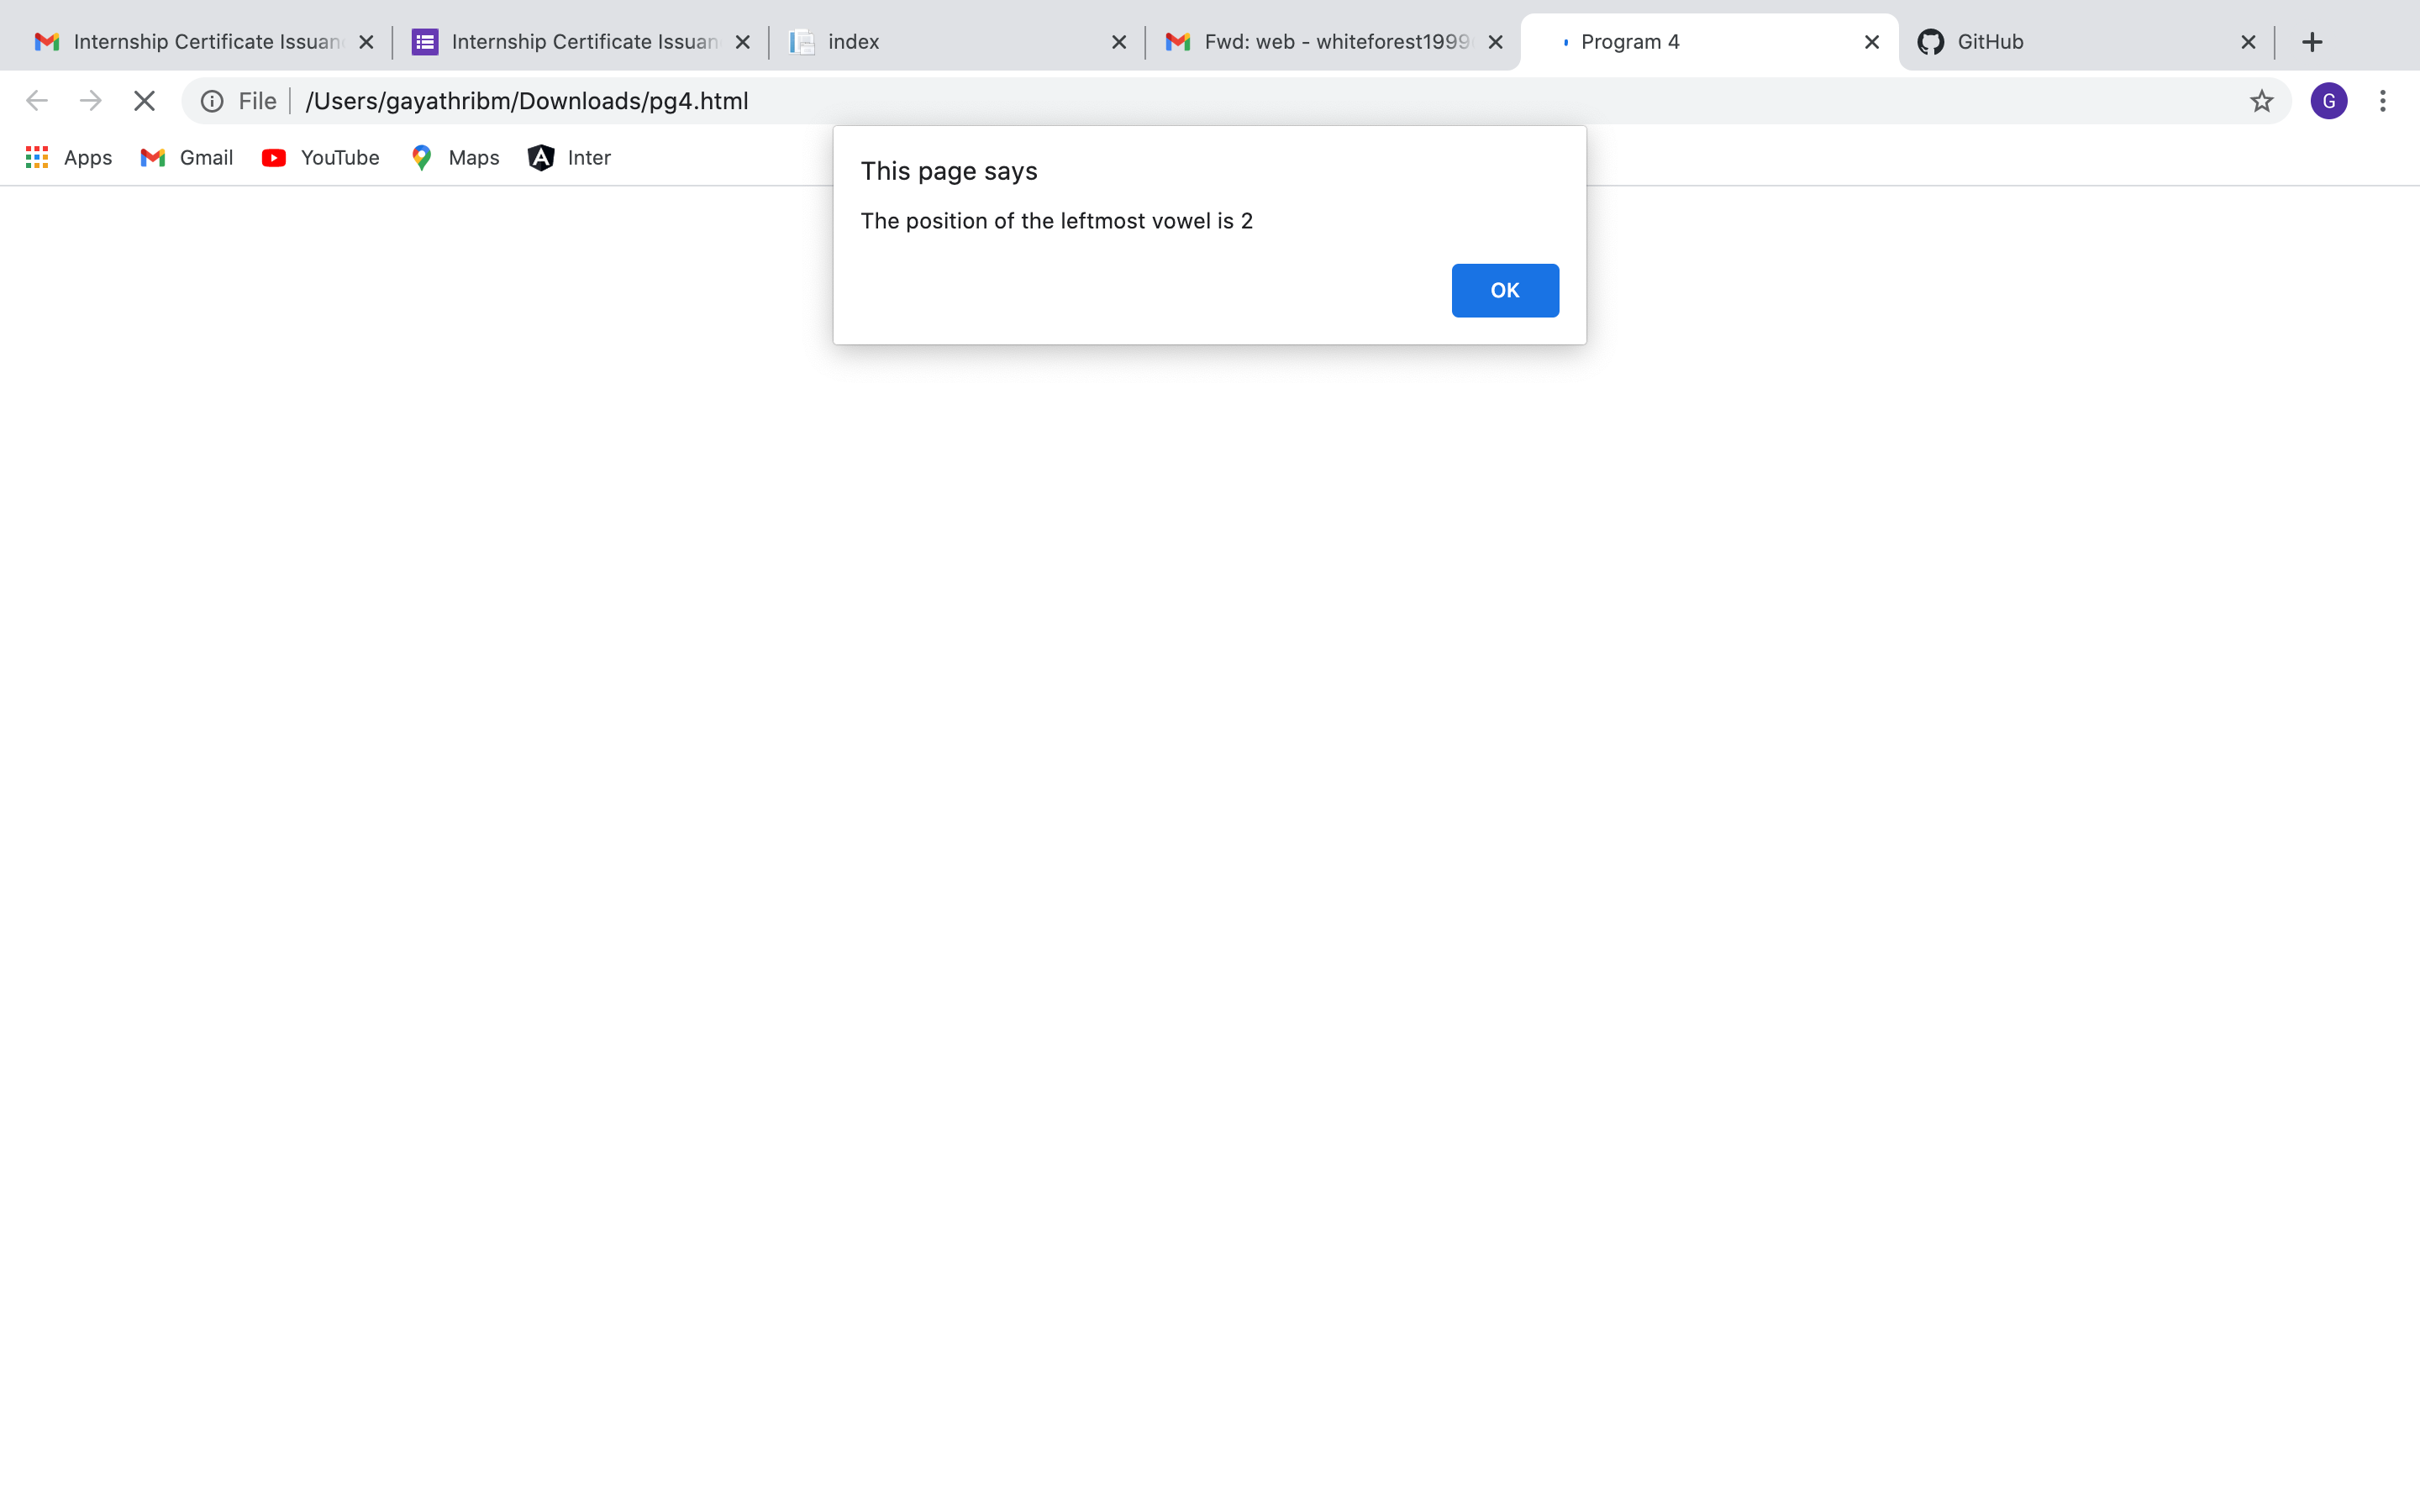 Internship Certificate Issuan
Internship Certificate Issuan
index
Fwd: web - whiteforest1999
Program 4
GitHub
File
/Users/gayathribm/Downloads/pg4.html
G
Apps
Gmail
YouTube
Maps
Inter
This page says
The position of the leftmost vowel is 2
OK